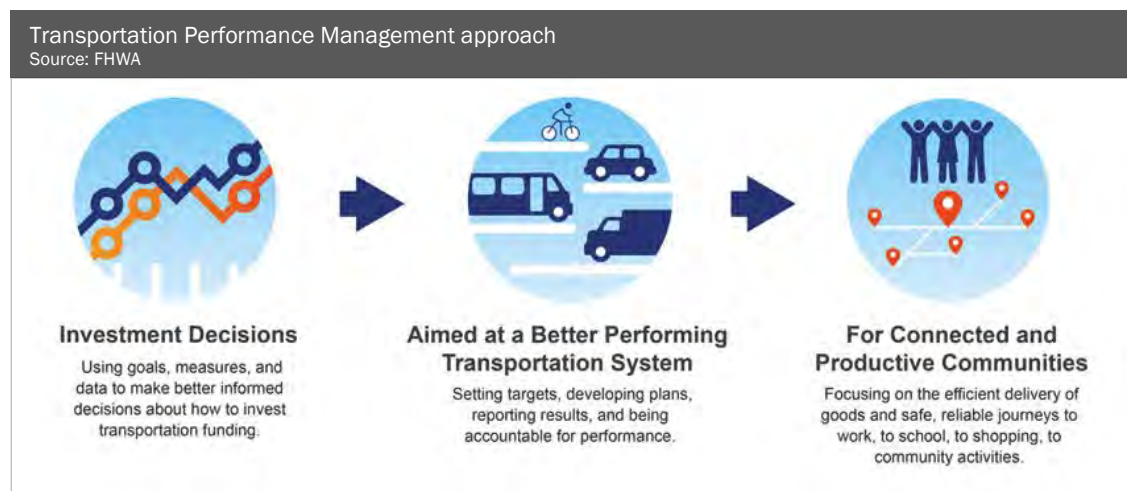 Transportation Performance Management approach
Source: FHWA
Investment Decisions
Using goals, measures, and
data to make better informed
decisions about how to invest
transportation funding.
Aimed at a Better Performing
Transportation System
Setting targets, developing plans,
reporting results, and being
accountable for performance.
For Connected and
Productive Communities
Focusing on the efficient delivery of
goods and safe, reliable journeys to
work, to school, to shopping, to
community activities.